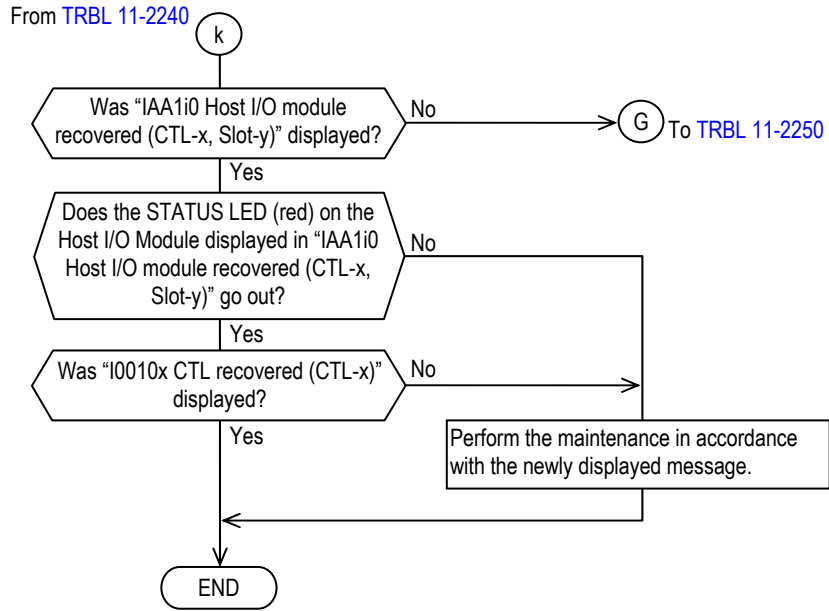 From TRBL 11-2240
k
Was “IAA1i0 Host I/O module
recovered (CTL-x, Slot-y)” displayed?
No
G
To TRBL 11-2250
Yes
Does the STATUS LED (red) on the
Host I/O Module displayed in “IAA1i0
Host I/O module recovered (CTL-x,
Slot-y)” go out?
No
Yes
Was “I0010x CTL recovered (CTL-x)”
displayed?
No
Yes
Perform the maintenance in accordance
with the newly displayed message.
END